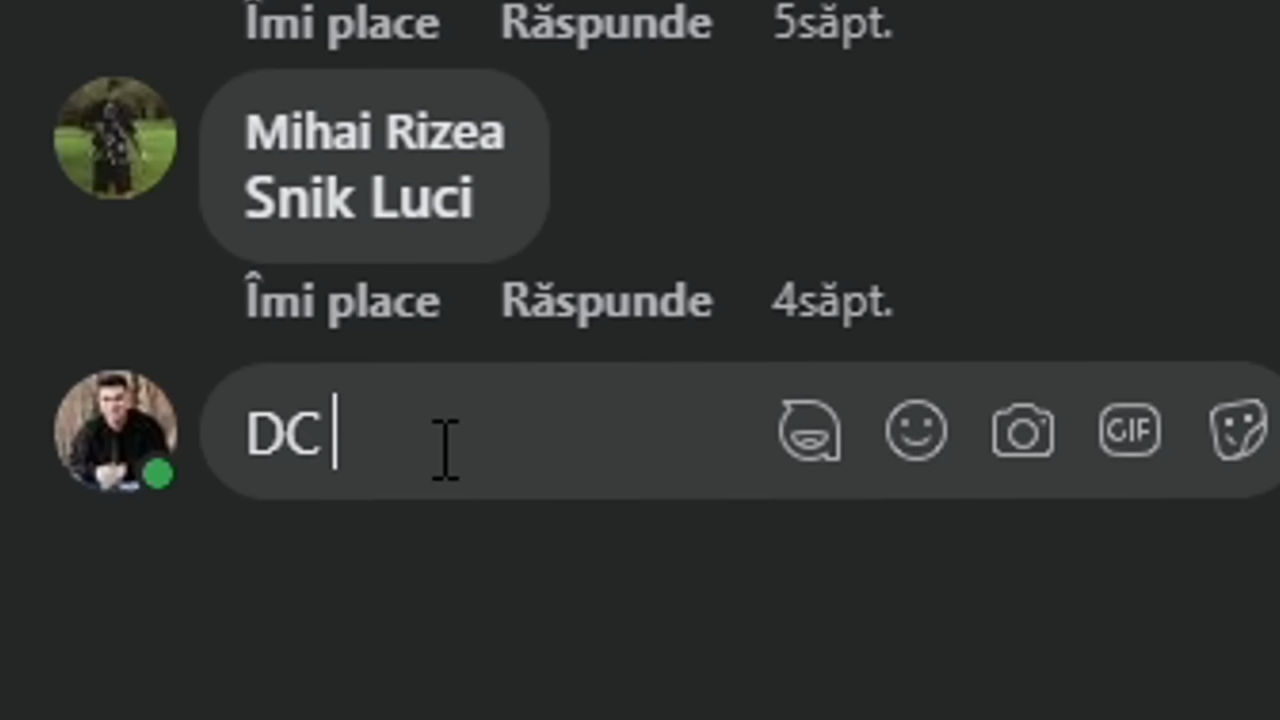 Îmi place Răspunde 5săpt.
Mihai Rizea
Snik Luci
Îmi place Răspunde 4săpt.
DC
GIF